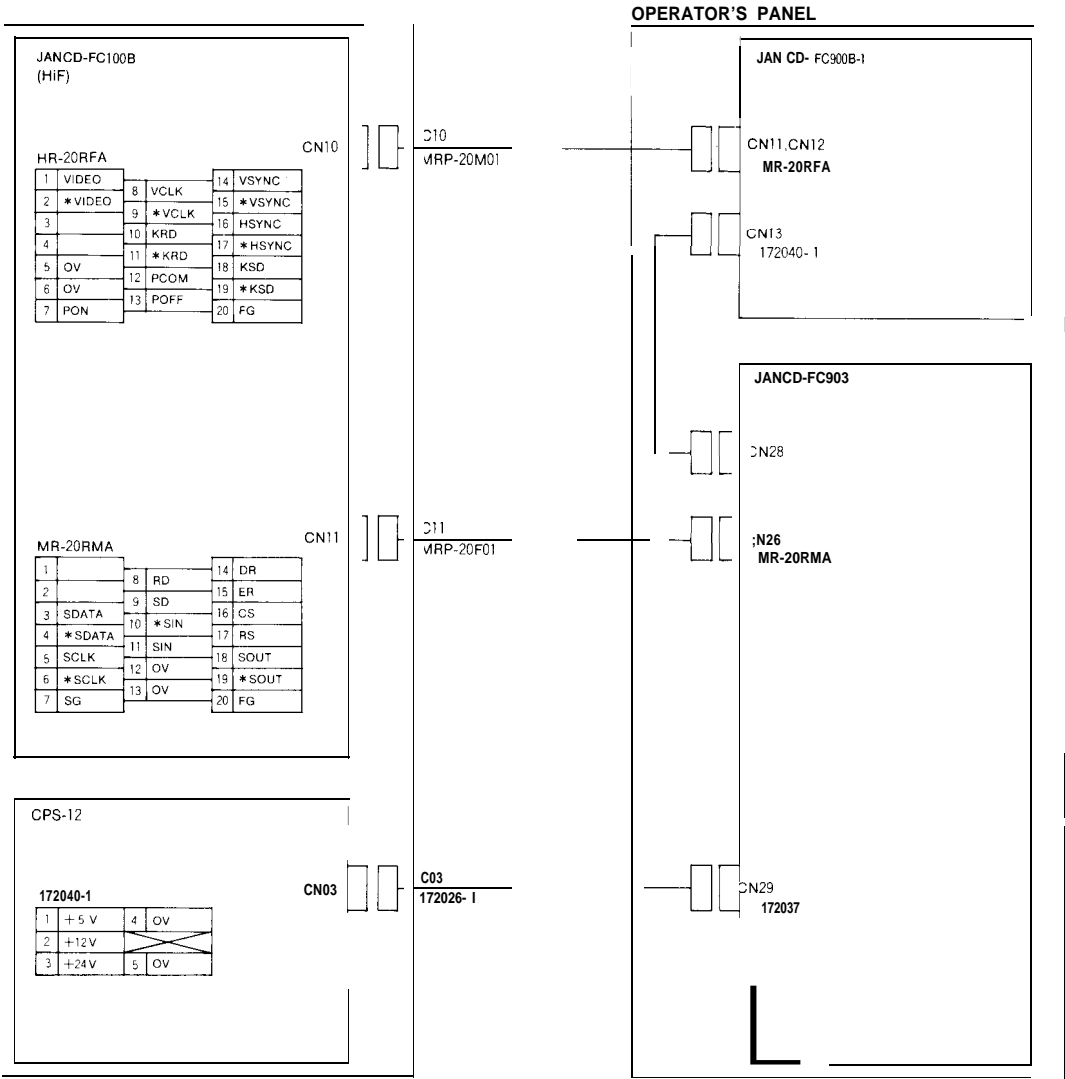 OPERATOR'S PANEL
JANCD-FC100B
(HiF)
CN10
C10
MRP-20M01
HR-20RFA
1 VIDEO
2 *VIDEO
3
4
5 OV
6 OV
7 PON
8 VCLK
9 *VCLK
10 KRD
11 *KRD
12 PCOM
13 POFF
14 VSYNC
15 *VSYNC
16 HSYNC
17 *HSYNC
18 KSD
19 *KSD
20 FG
CN11
C11
MRP-20F01
MR-20RMA
1
2
3 SDATA
4 *SDATA
5 SCLK
6 *SCLK
7 SG
8 RD
9 SD
10 *SIN
11 SIN
12 OV
13 OV
14 DR
15 ER
16 CS
17 RS
18 SOUT
19 *SOUT
20 FG
CPS-12
CN03
C03
172026- I
172040-1
1 +5 V 4 OV
2 +12V
3 +24V 5 OV
JAN CD- FC900B-1
CN11,CN12
MR-20RFA
CN13
172040- 1
JANCD-FC903
CN28
;N26
MR-20RMA
CN29
172037